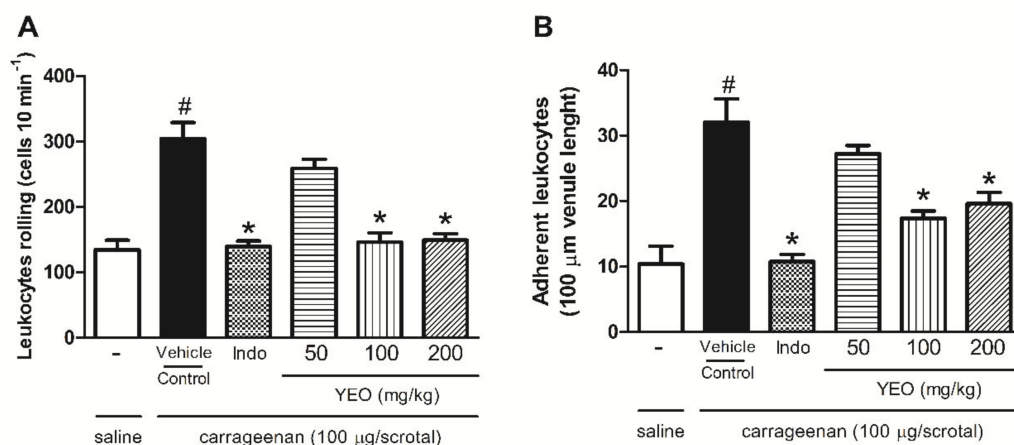 A
Leukocytes rolling (cells 10 min⁻¹)
400
300
200
100
0
#
*
*
*
- Vehicle Indo 50 100 200
Control
YEO (mg/kg)
saline carrageenan (100 µg/scrotal)
B
Adherent leukocytes
(100 µm venule lenght)
40
30
20
10
0
#
*
*
*
- Vehicle Indo 50 100 200
Control
YEO (mg/kg)
saline carrageenan (100 µg/scrotal)